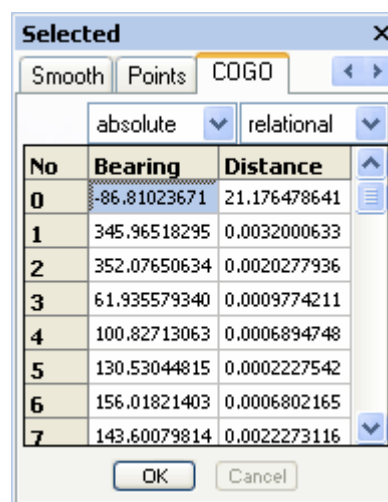 Selected
Smooth Points COGO
absolute relational
No Bearing Distance
0 -86.81023671 21.176478641
1 345.96518295 0.0032000633
2 352.07650634 0.0020277936
3 61.935579340 0.0009774211
4 100.82713063 0.0006894748
5 130.53044815 0.0002227542
6 156.01821403 0.0006802165
7 143.60079814 0.0022273116
OK Cancel